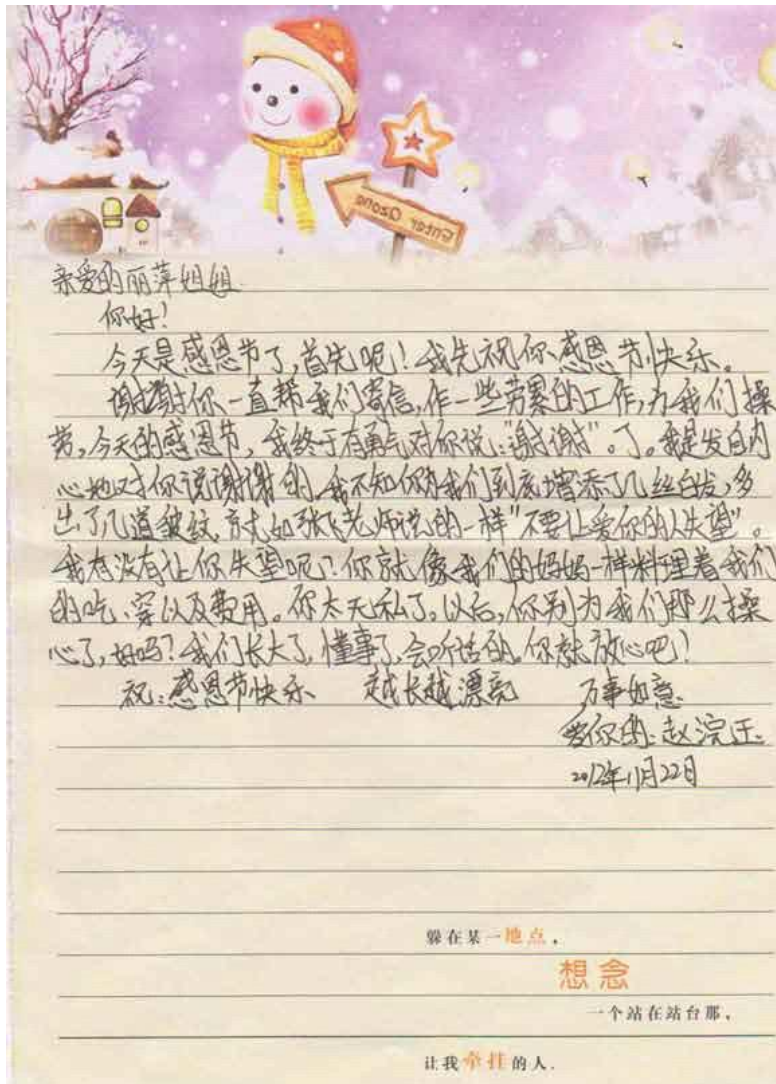 Enter Ozone
亲爱的丽萍姐姐
你好!
今天是感恩节了,首先呢!我先祝你感恩节快乐。
谢谢你一直帮我们寄信,作一些劳累的工作,为我们操
劳,今天的感恩节,我终于有勇气对你说:"谢谢"。了。我是发自内
心地对你说谢谢的,我不知你为我们到底增添了几丝白发,多
出了几道皱纹,就如张飞老师说的一样"不要让爱你的人失望"。
我有没有让你失望呢?你就像我们的妈妈一样料理着我们
的吃、穿以及费用。你太无私了,以后,你别为我们那么操
心了,好吗?我们长大了,懂事了,会听话的,你就放心吧!
祝:感恩节快乐 越长越漂亮 万事如意
爱你的:赵浣
2012年11月22日
躲在某一地点,
想念
一个站在站台那,
让我牵挂的人.